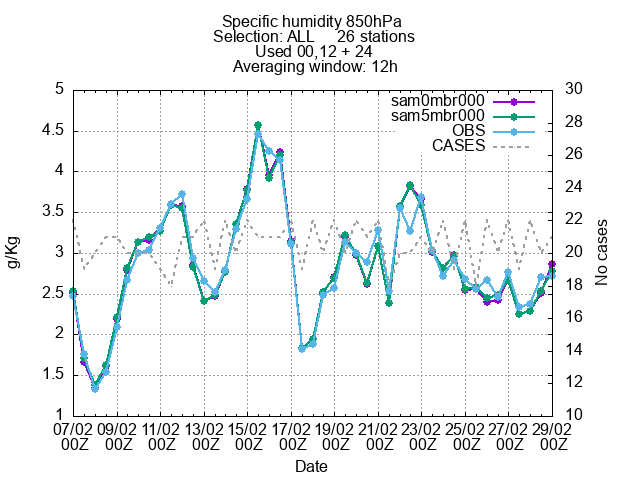 Specific humidity 850hPa
Selection: ALL 26 stations
Used 00,12 + 24
Averaging window: 12h
sam0mbr000
sam5mbr000
OBS
CASES
5
4.5
4
3.5
3
2.5
2
1.5
1
g/Kg
30
28
26
24
22
20
18
16
14
12
10
No cases
07/02 09/02 11/02 13/02 15/02 17/02 19/02 21/02 23/02 25/02 27/02 29/02
00Z 00Z 00Z 00Z 00Z 00Z 00Z 00Z 00Z 00Z 00Z 00Z
Date